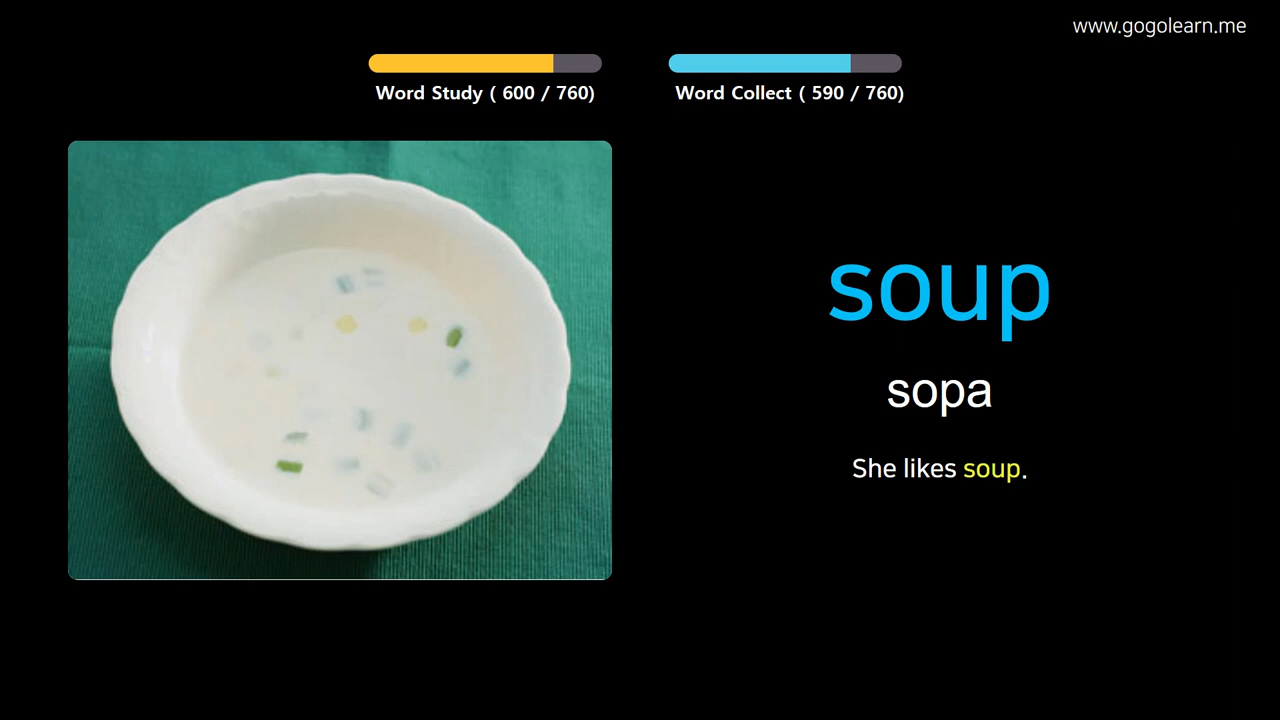 www.gogolearn.me
Word Study ( 600 / 760)
Word Collect ( 590 / 760)
soup
sopa
She likes soup.